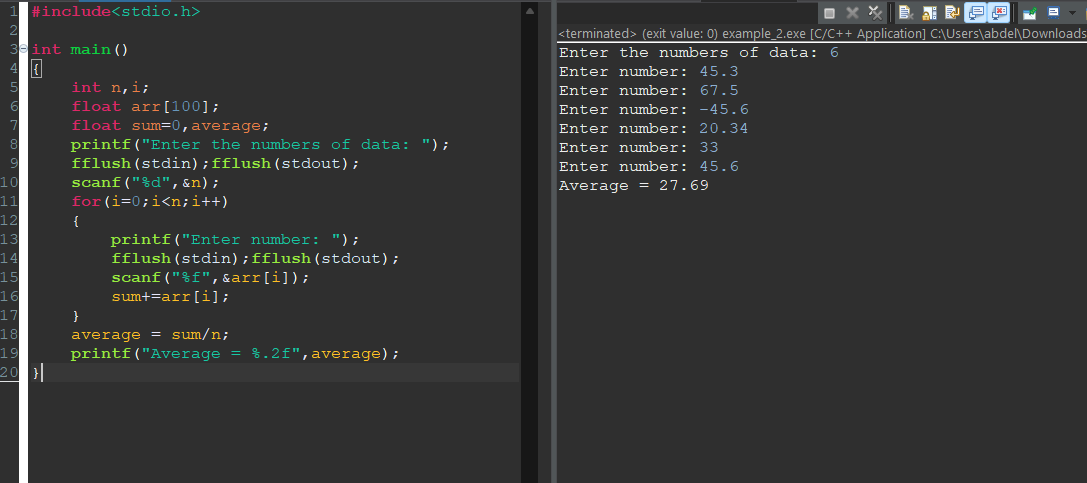 1 #include<stdio.h>
2
3 int main()
4 {
5 int n,i;
6 float arr[100];
7 float sum=0,average;
8 printf("Enter the numbers of data: ");
9 fflush(stdin);fflush(stdout);
10 scanf("%d",&n);
11 for(i=0;i<n;i++)
12 {
13 printf("Enter number: ");
14 fflush(stdin);fflush(stdout);
15 scanf("%f",&arr[i]);
16 sum+=arr[i];
17 }
18 average = sum/n;
19 printf("Average = %.2f",average);
20 }
<terminated> (exit value: 0) example_2.exe [C/C++ Application] C:\Users\abdel\Downloads
Enter the numbers of data: 6
Enter number: 45.3
Enter number: 67.5
Enter number: -45.6
Enter number: 20.34
Enter number: 33
Enter number: 45.6
Average = 27.69